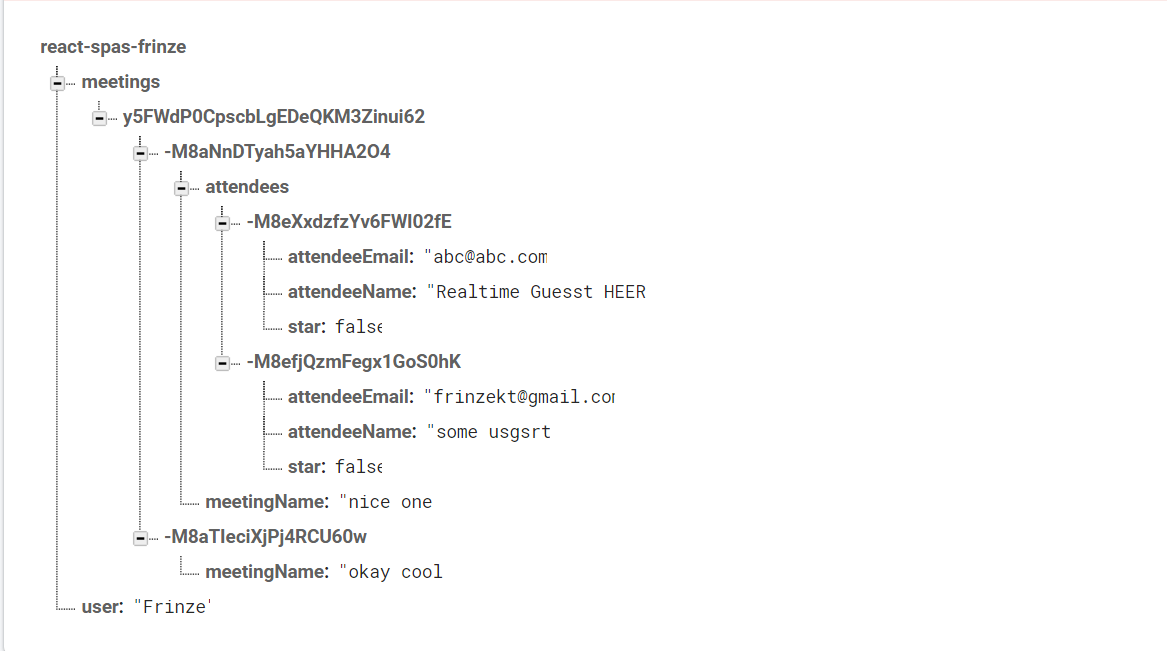 react-spas-frinze
meetings
y5FWdP0CpscbLgEDeQKM3Zinui62
-M8aNnDTyah5aYHHA2O4
attendees
-M8eXxdzfzYv6FWI02fE
attendeeEmail: "abc@abc.com
attendeeName: "Realtime Guesst HEER
star: false
-M8efjQzmFegx1GoS0hK
attendeeEmail: "frinzekt@gmail.com
attendeeName: "some usgsrt
star: false
meetingName: "nice one
-M8aTIeciXjPj4RCU60w
meetingName: "okay cool
user: "Frinze"